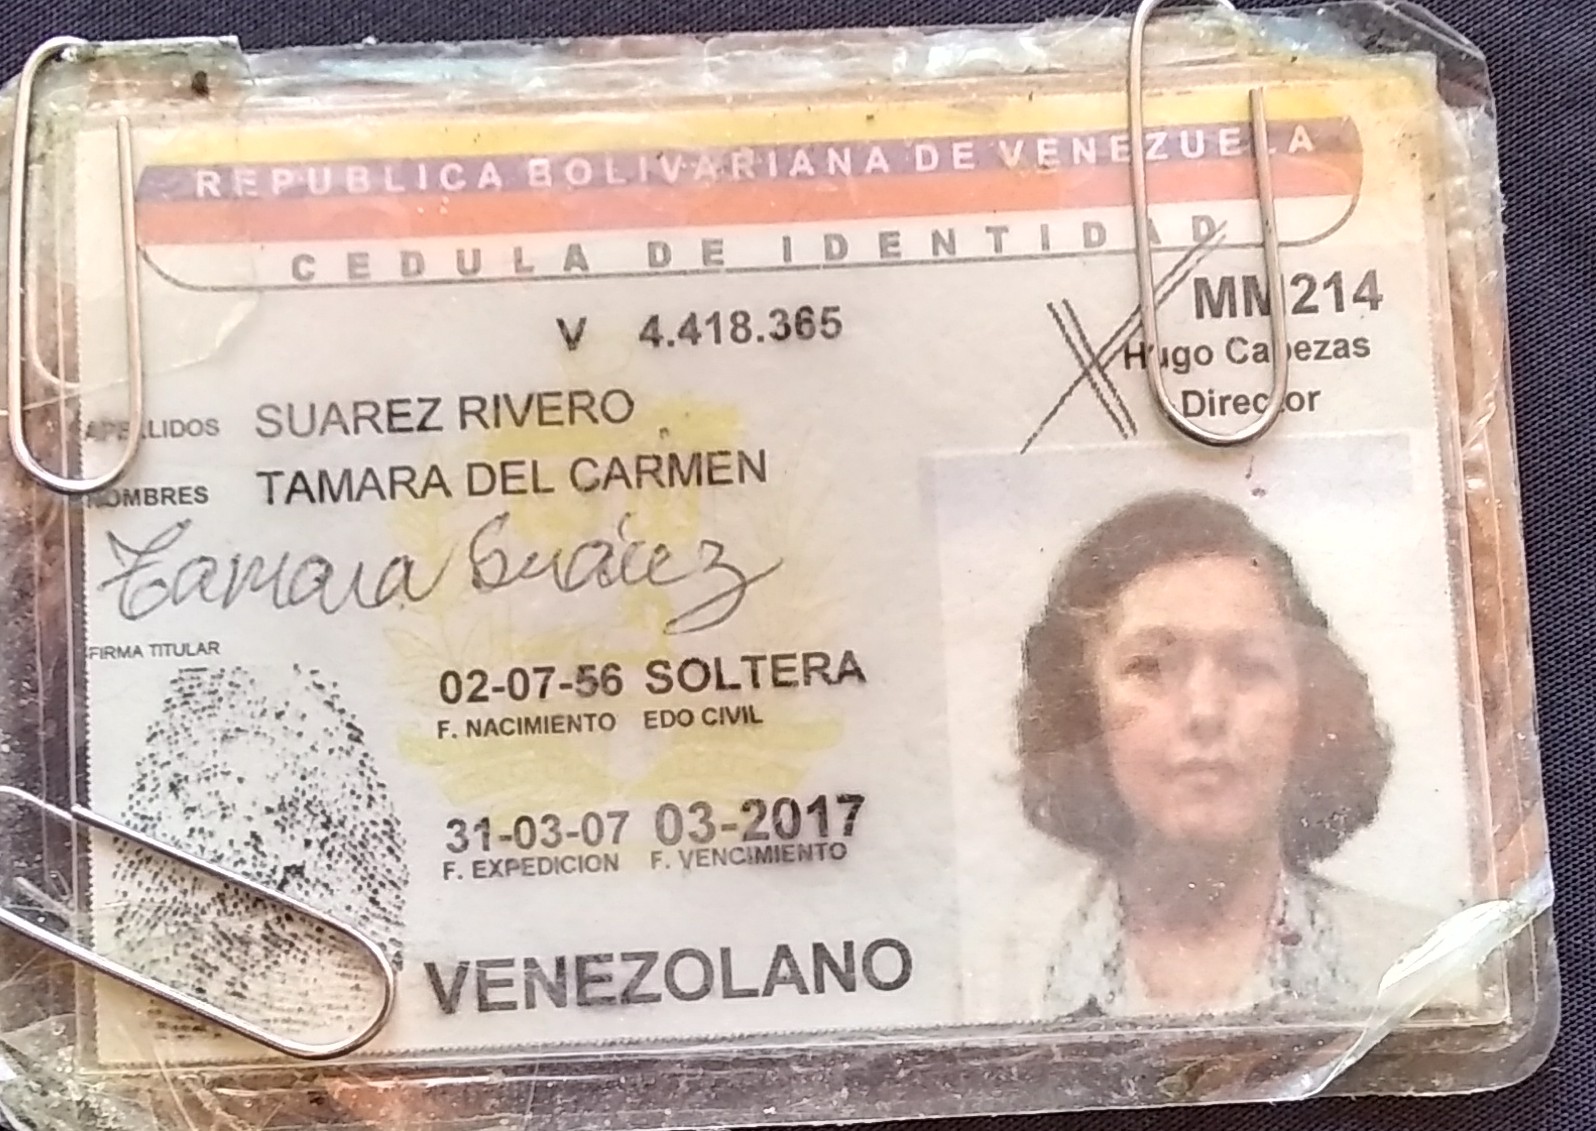 REPUBLICA BOLIVARIANA DE VENEZUELA
CEDULA DE IDENTIDAD
V 4.418.365
MM214
Hugo Cabezas
Director
APELLIDOS SUAREZ RIVERO
NOMBRES TAMARA DEL CARMEN
Tamara Suárez
FIRMA TITULAR
02-07-56 SOLTERA
F. NACIMIENTO EDO CIVIL
31-03-07 03-2017
F. EXPEDICION F. VENCIMIENTO
VENEZOLANO